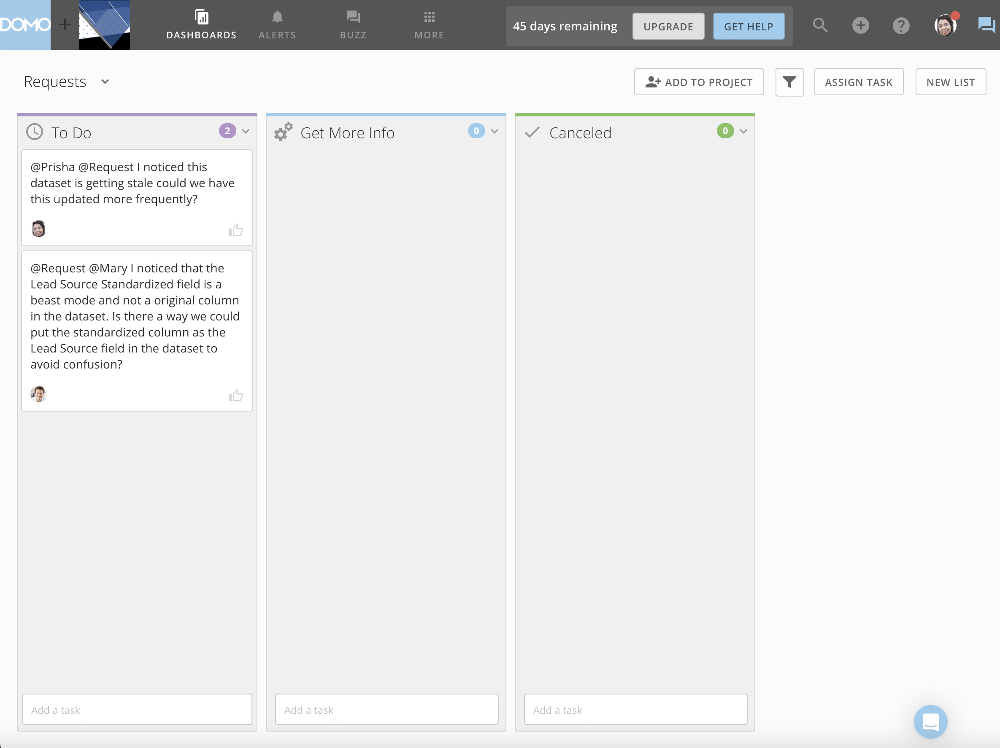 DOMO
DASHBOARDS
ALERTS
BUZZ
MORE
45 days remaining
UPGRADE
GET HELP
Requests
ADD TO PROJECT
ASSIGN TASK
NEW LIST
To Do
2
@Prisha @Request I noticed this
dataset is getting stale could we have
this updated more frequently?
@Request @Mary I noticed that the
Lead Source Standardized field is a
beast mode and not a original column
in the dataset. Is there a way we could
put the standardized column as the
Lead Source field in the dataset to
avoid confusion?
Add a task
Get More Info
0
Add a task
Canceled
0
Add a task